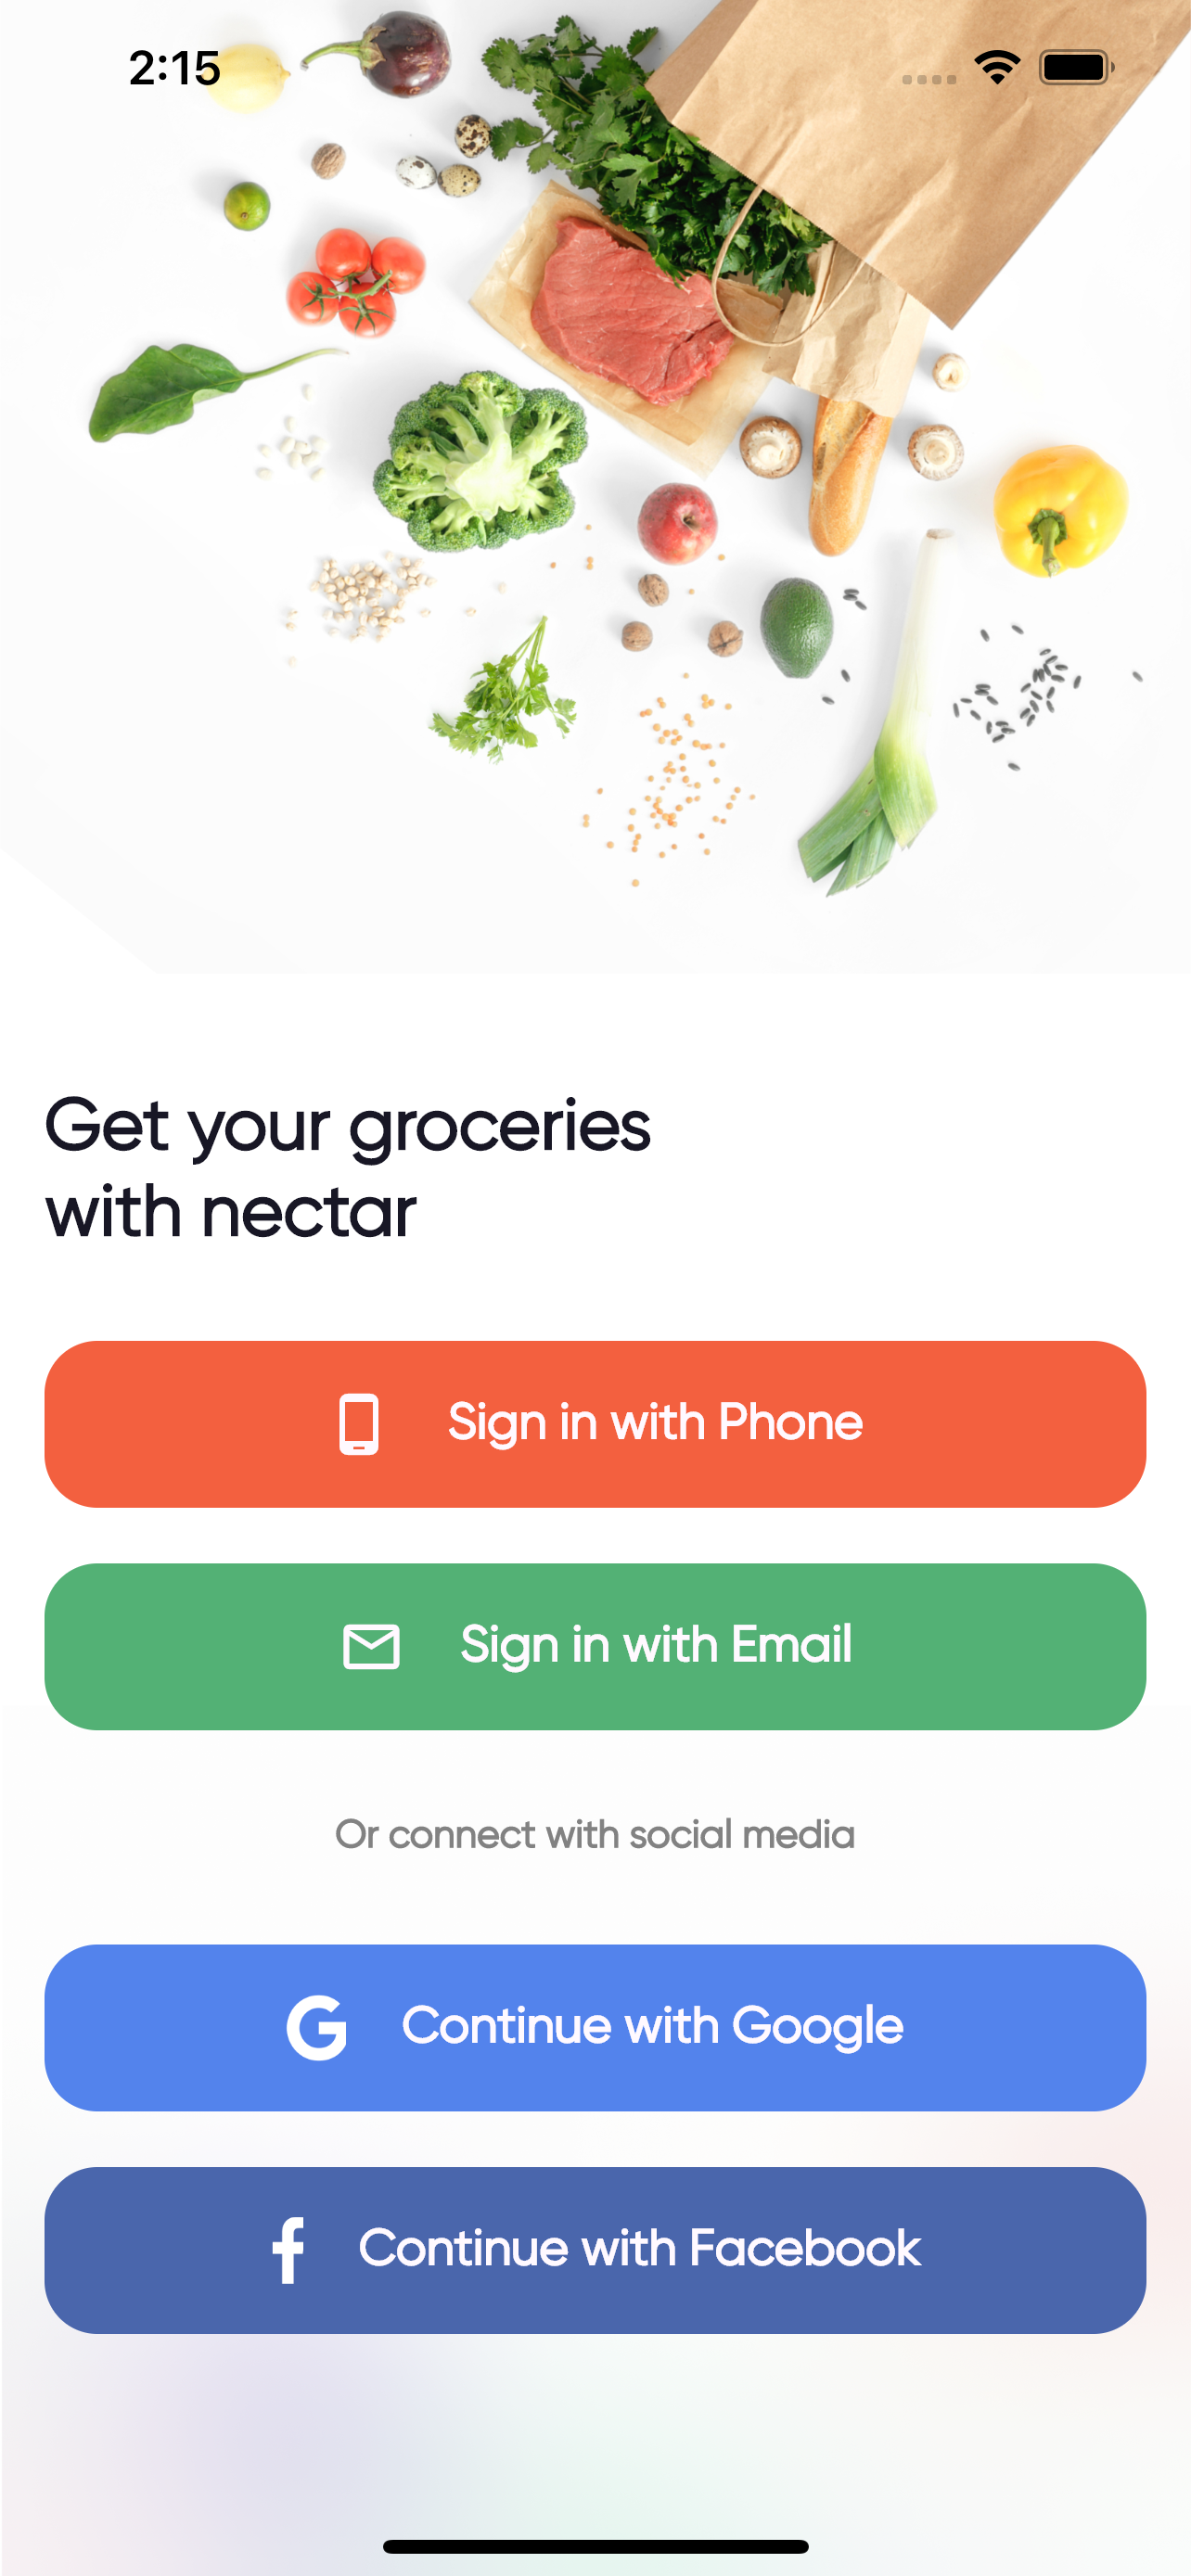 2:15
Get your groceries
with nectar
Sign in with Phone
Sign in with Email
Or connect with social media
Continue with Google
Continue with Facebook